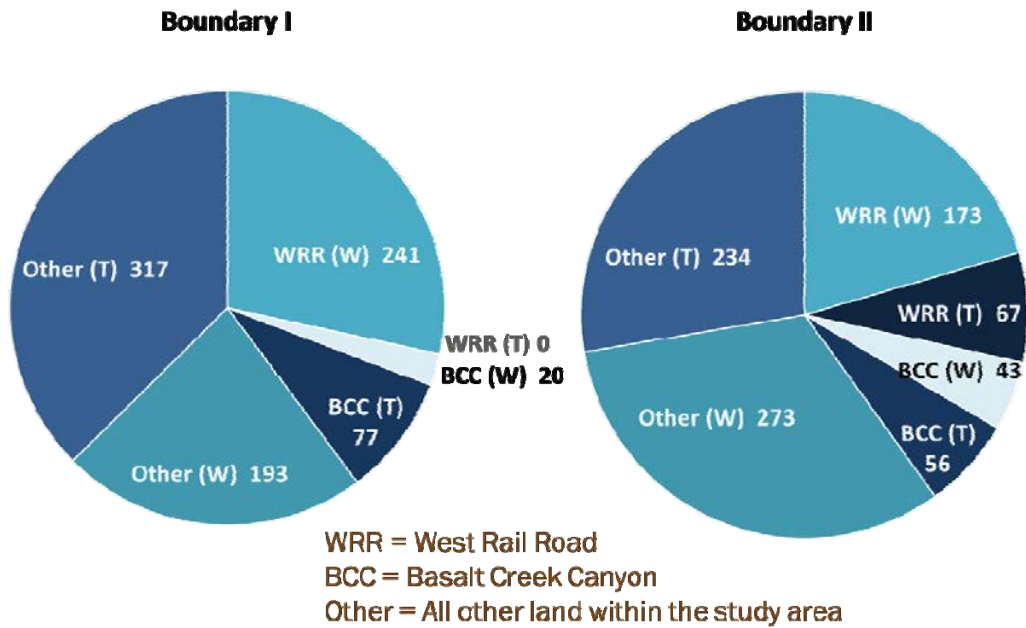 Boundary I
Other (T) 317
WRR (W) 241
WRR (T) 0
BCC (W) 20
BCC (T)
77
Other (W) 193
Boundary II
Other (T) 234
WRR (W) 173
WRR (T) 67
BCC (W) 43
BCC (T)
56
Other (W) 273
WRR = West Rail Road
BCC = Basalt Creek Canyon
Other = All other land within the study area